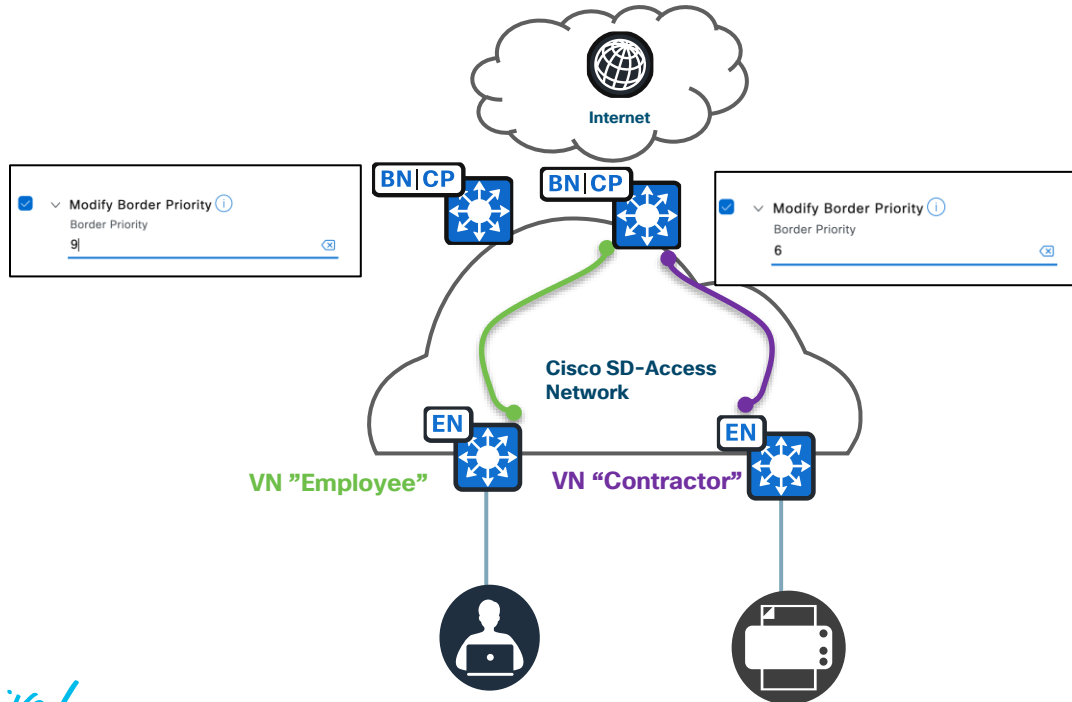 Internet
BN|CP
BN|CP
Modify Border Priority
Border Priority
9
Modify Border Priority
Border Priority
6
Cisco SD-Access
Network
EN
EN
VN ”Employee”
VN “Contractor”